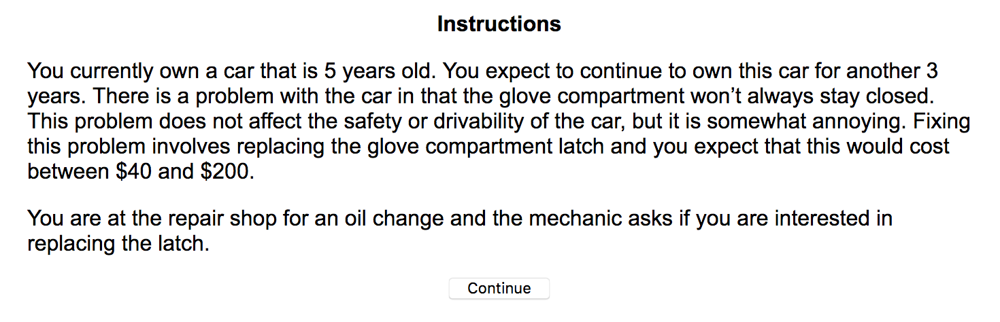 Instructions
You currently own a car that is 5 years old. You expect to continue to own this car for another 3
years. There is a problem with the car in that the glove compartment won’t always stay closed.
This problem does not affect the safety or drivability of the car, but it is somewhat annoying. Fixing
this problem involves replacing the glove compartment latch and you expect that this would cost
between $40 and $200.
You are at the repair shop for an oil change and the mechanic asks if you are interested in
replacing the latch.
Continue